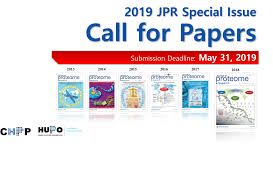 2019 JPR Special Issue
Call for Papers
Submission Deadline: May 31, 2019
2013 2014 2015 2016 2017 2018
proteome proteome proteome proteome proteome proteome
HUPO